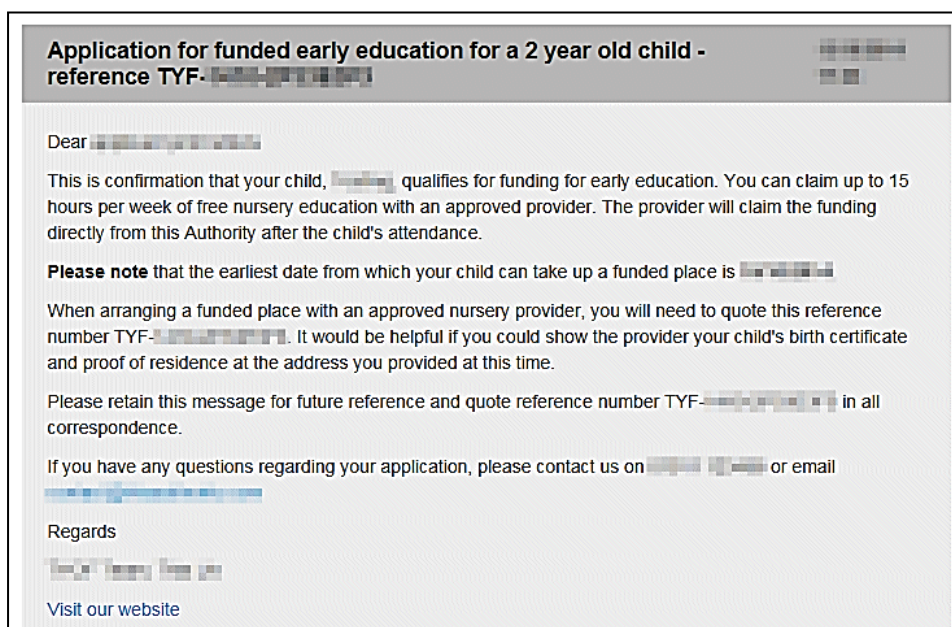 Application for funded early education for a 2 year old child -
reference TYF-
Dear
This is confirmation that your child, qualifies for funding for early education. You can claim up to 15
hours per week of free nursery education with an approved provider. The provider will claim the funding
directly from this Authority after the child's attendance.
Please note that the earliest date from which your child can take up a funded place is
When arranging a funded place with an approved nursery provider, you will need to quote this reference
number TYF- . It would be helpful if you could show the provider your child's birth certificate
and proof of residence at the address you provided at this time.
Please retain this message for future reference and quote reference number TYF- in all
correspondence.
If you have any questions regarding your application, please contact us on or email
Regards
Visit our website